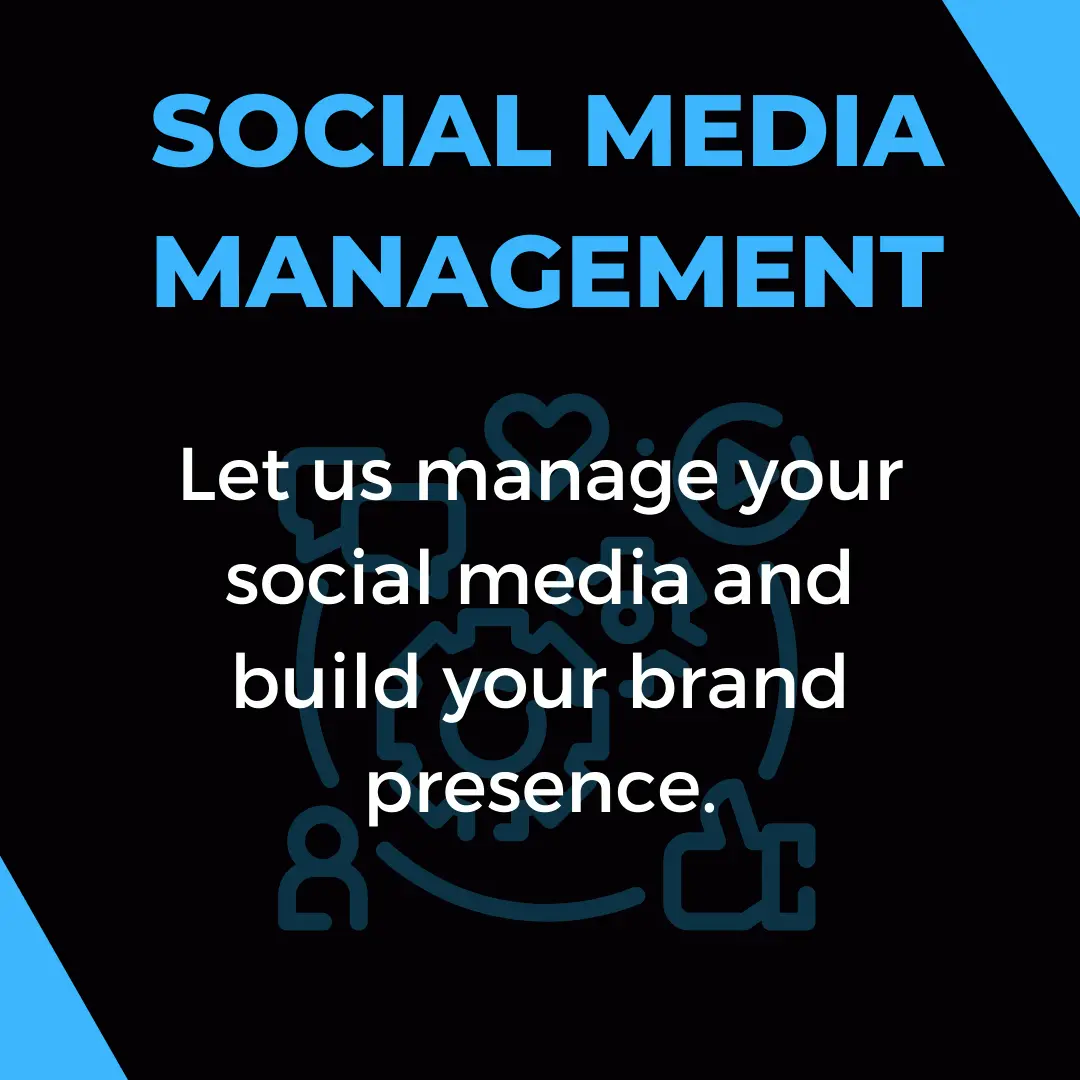 SOCIAL MEDIA
MANAGEMENT
Let us manage your
social media and
build your brand
presence.